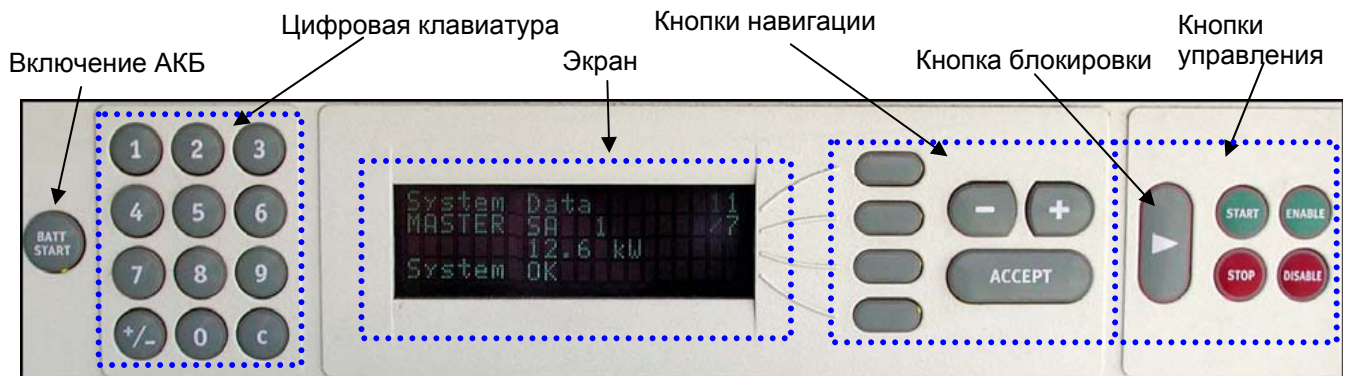 Цифровая клавиатура
Кнопки навигации
Кнопки
управления
Включение АКБ
Экран
Кнопка блокировки
BATT
START
1 2 3
4 5 6
7 8 9
+/- 0 C
System Data 11
MASTER SA 1 /7
12.6 kW
System OK
- +
ACCEPT
START ENABLE
STOP DISABLE